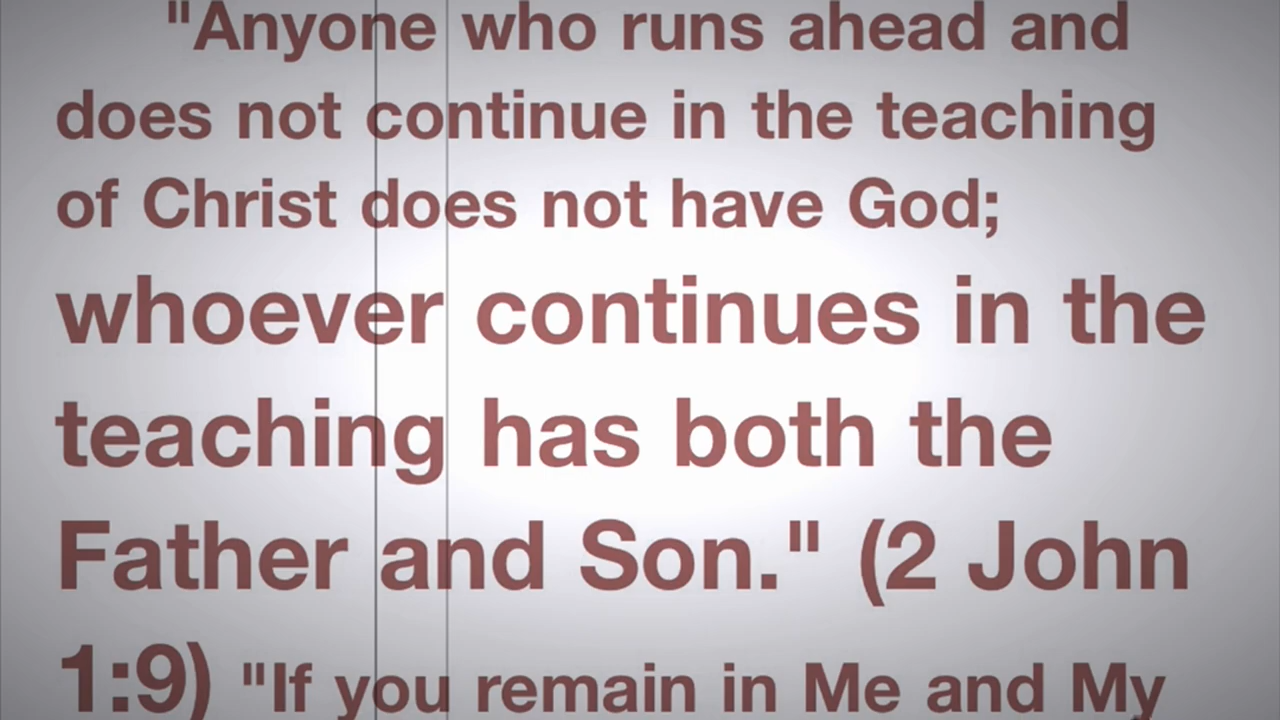 "Anyone who runs ahead and
does not continue in the teaching
of Christ does not have God;
whoever continues in the
teaching has both the
Father and Son." (2 John
1:9) "If you remain in Me and My